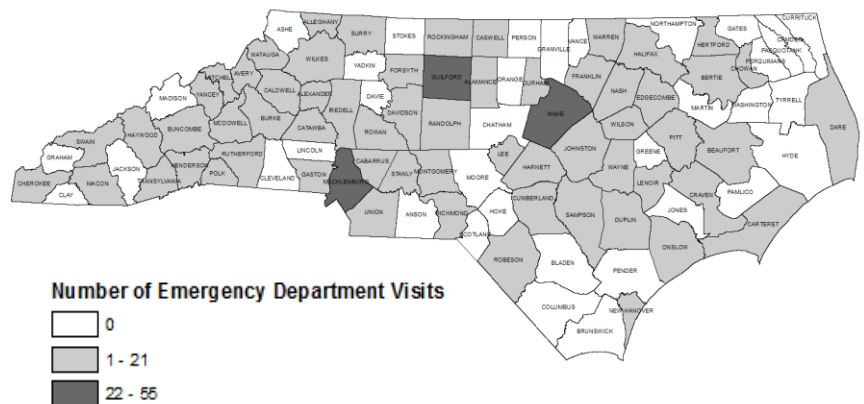 ASHE
ALLEGHANY
SURRY
STOKES
ROCKINGHAM
CASWELL
PERSON
GRANVILLE
VANCE
WARREN
NORTHAMPTON
GATES
CURRITUCK
CAMDEN
PASQUOTANK
PERQUIMANS
CHOWAN
HERTFORD
HALIFAX
BERTIE
WATAUGA
WILKES
YADKIN
FORSYTH
GUILFORD
ALAMANCE
ORANGE
DURHAM
FRANKLIN
NASH
EDGECOMBE
MARTIN
WASHINGTON
TYRRELL
DARE
MITCHELL
AVERY
CALDWELL
ALEXANDER
IREDELL
DAVIE
DAVIDSON
RANDOLPH
CHATHAM
WAKE
WILSON
MADISON
YANCEY
MCDOWELL
BURKE
CATAWBA
ROWAN
JOHNSTON
GREENE
PITT
BEAUFORT
HYDE
HAYWOOD
BUNCOMBE
SWAIN
GRAHAM
JACKSON
HENDERSON
RUTHERFORD
LINCOLN
CABARRUS
STANLY
MONTGOMERY
MOORE
LEE
HARNETT
WAYNE
LENOIR
CRAVEN
PAMLICO
CHEROKEE
CLAY
MACON
TRANSYLVANIA
POLK
CLEVELAND
GASTON
MECKLENBURG
UNION
ANSON
RICHMOND
SCOTLAND
HOKE
CUMBERLAND
SAMPSON
DUPLIN
JONES
CARTERET
ONSLOW
ROBESON
BLADEN
PENDER
COLUMBUS
BRUNSWICK
NEW HANOVER
Number of Emergency Department Visits
0
1 - 21
22 - 55